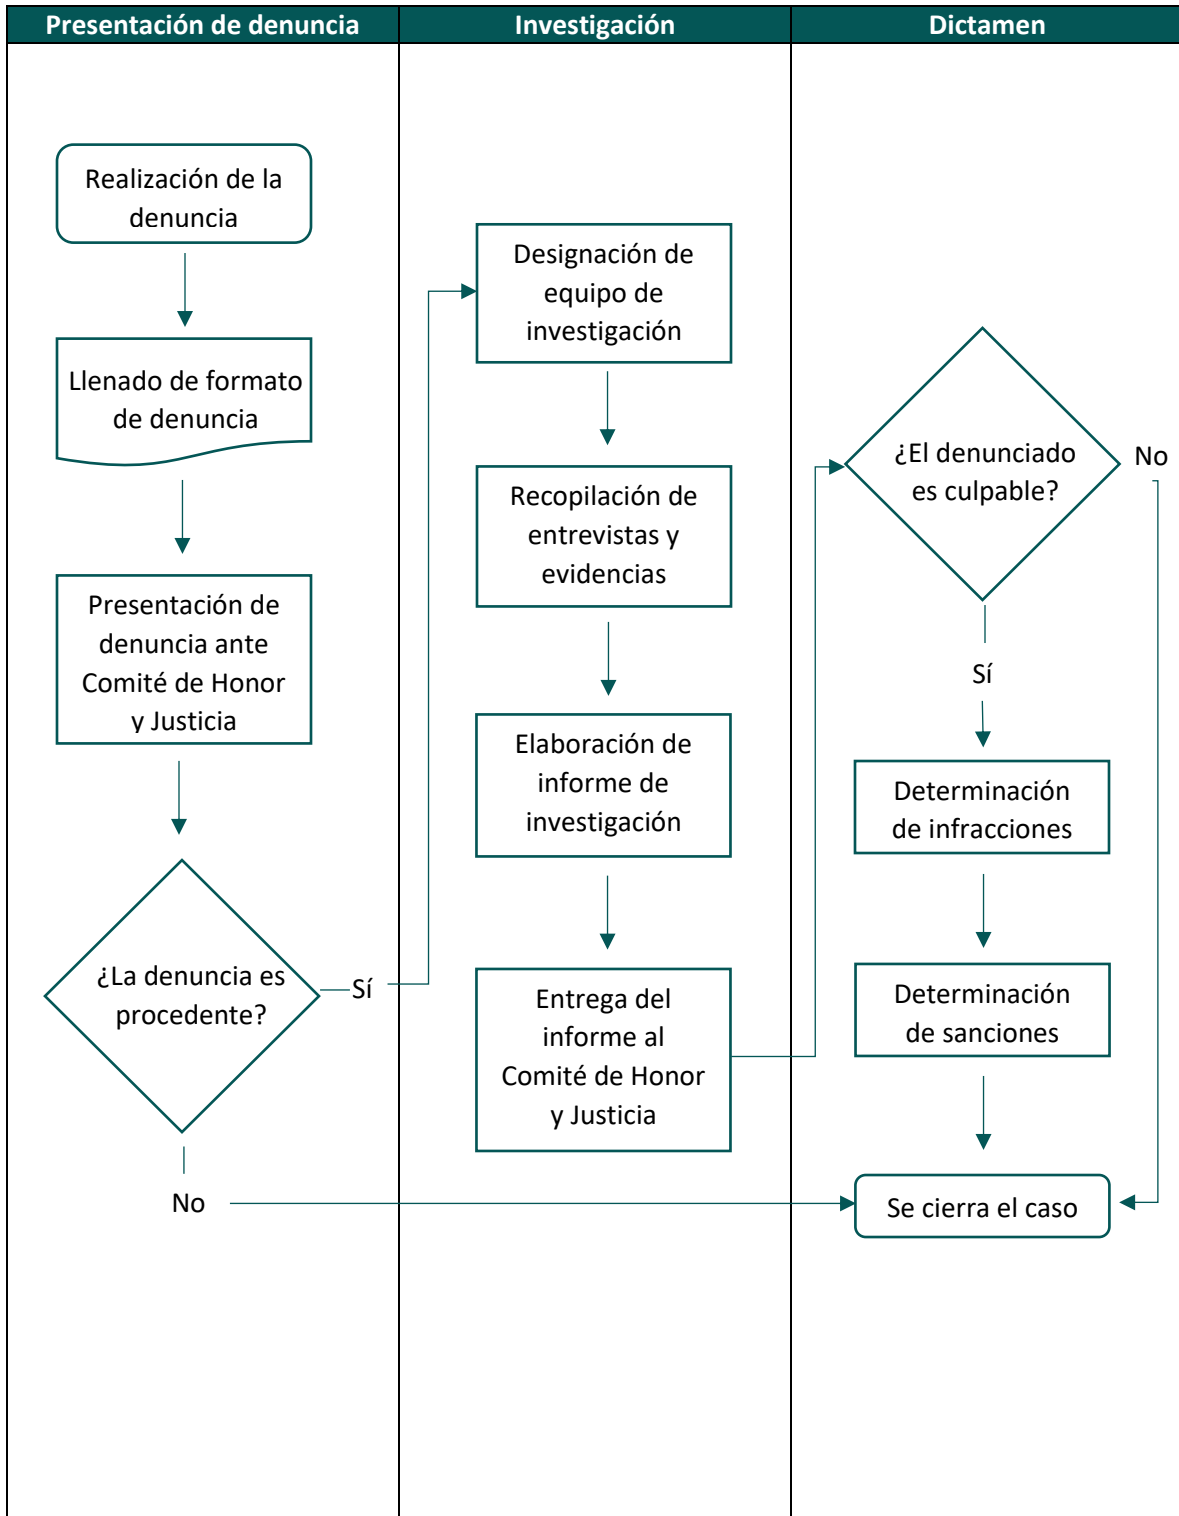 Presentación de denuncia
Investigación
Dictamen
Realización de la
denuncia
Llenado de formato
de denuncia
Presentación de
denuncia ante
Comité de Honor
y Justicia
¿La denuncia es
procedente?
Sí
No
Designación de
equipo de
investigación
Recopilación de
entrevistas y
evidencias
Elaboración de
informe de
investigación
Entrega del
informe al
Comité de Honor
y Justicia
¿El denunciado
es culpable?
No
Sí
Determinación
de infracciones
Determinación
de sanciones
Se cierra el caso